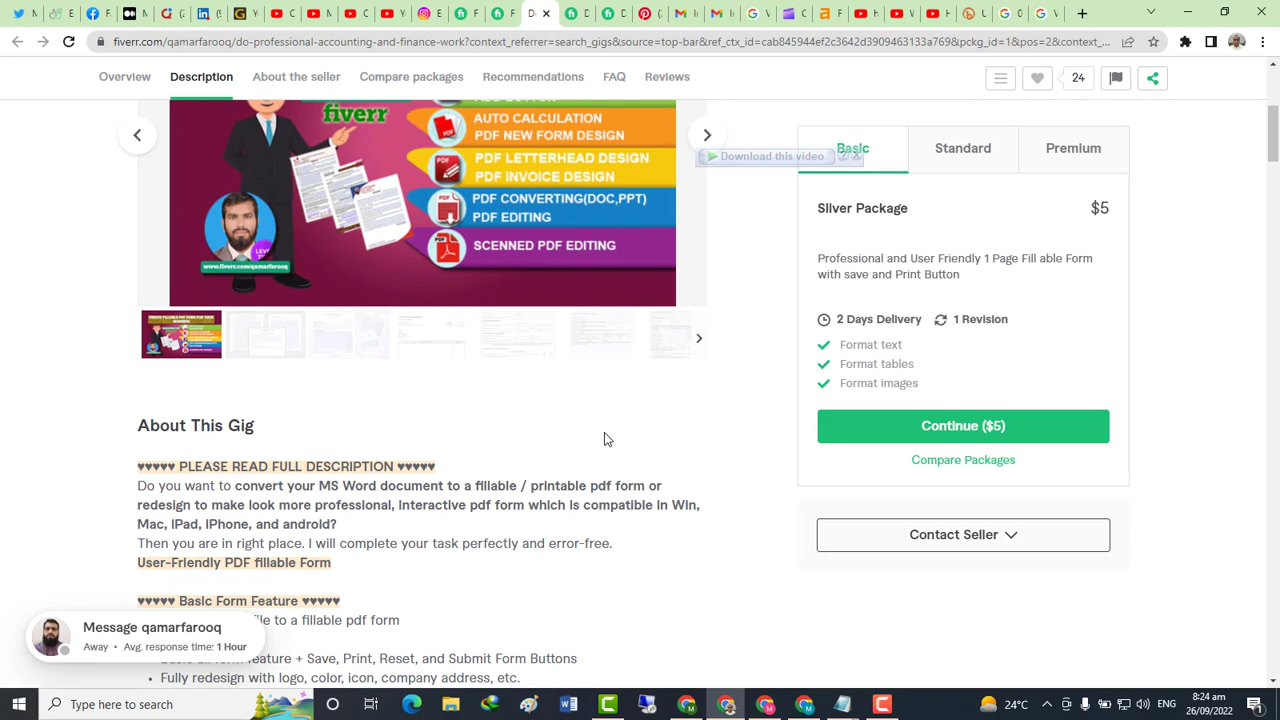 fiverr.com/qamarfarooq/do-professional-accounting-and-finance-work?context_referrer=search_gigs&source=top-bar&ref_ctx_id=cab845944ef2c3642d3909463133a769&pckg_id=1&pos=2&context_...
Overview Description About the seller Compare packages Recommendations FAQ Reviews 24
fiverr
AUTO CALCULATION
PDF NEW FORM DESIGN
PDF LETTERHEAD DESIGN
PDF INVOICE DESIGN
PDF CONVERTING(DOC,PPT)
PDF EDITING
SCENNED PDF EDITING
www.fiverr.com/qamarfarooq
Download this video
Basic Standard Premium
Silver Package $5
Professional and User Friendly 1 Page Fill able Form
with save and Print Button
2 Days Delivery 1 Revision
Format text
Format tables
Format images
Continue ($5)
Compare Packages
Contact Seller
About This Gig
♥♥♥♥♥ PLEASE READ FULL DESCRIPTION ♥♥♥♥♥
Do you want to convert your MS Word document to a fillable / printable pdf form or
redesign to make look more professional, interactive pdf form which is compatible in Win,
Mac, iPad, iPhone, and android?
Then you are in right place. I will complete your task perfectly and error-free.
User-Friendly PDF fillable Form
♥♥♥♥♥ Basic Form Feature ♥♥♥♥♥
file to a fillable pdf form
feature + Save, Print, Reset, and Submit Form Buttons
• Fully redesign with logo, color, icon, company address, etc.
Message qamarfarooq
Away • Avg. response time: 1 Hour
Type here to search
24°C
ENG
8:24 am
26/09/2022